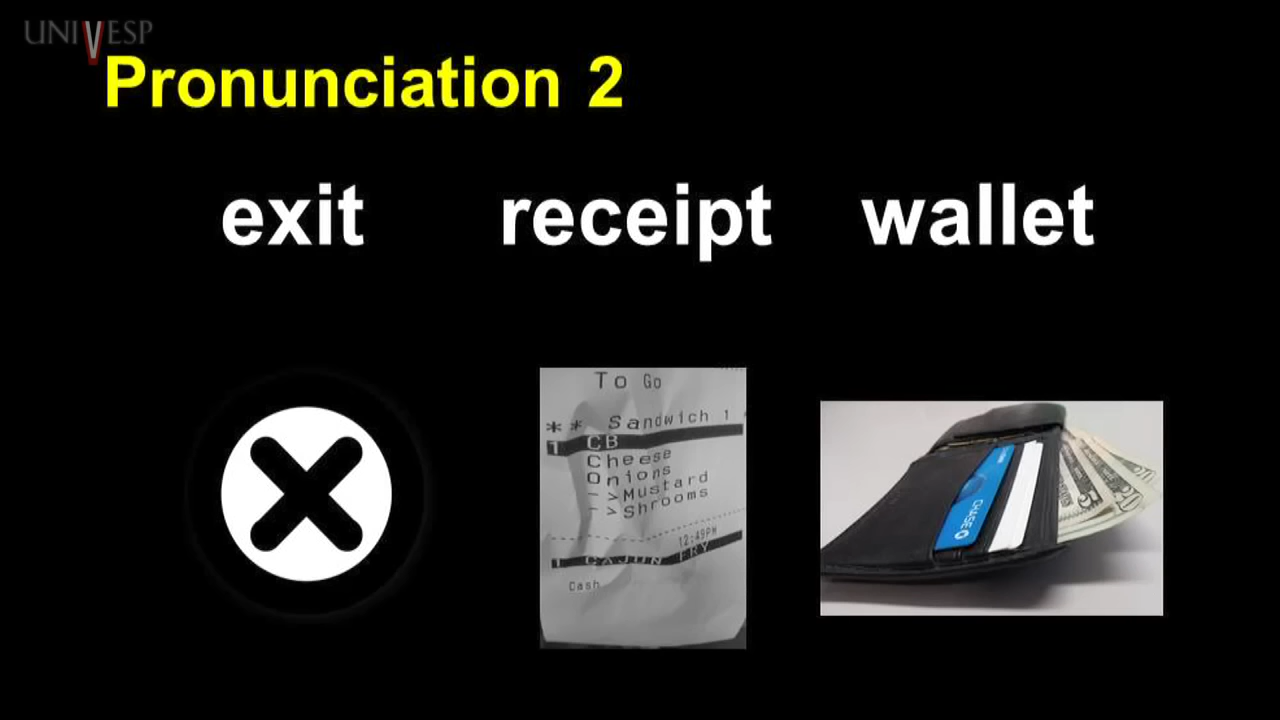 UNIVESP
Pronunciation 2
exit receipt wallet
To Go
** Sandwich 1 *
1 CB
Cheese
Onions
->Mustard
->Shrooms
12:49PM
1 CAJUN FRY
Cash
CHASE